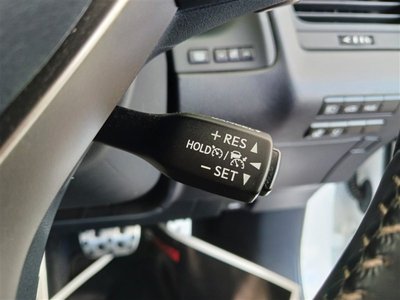 + RES ▲
HOLD /
− SET ▼